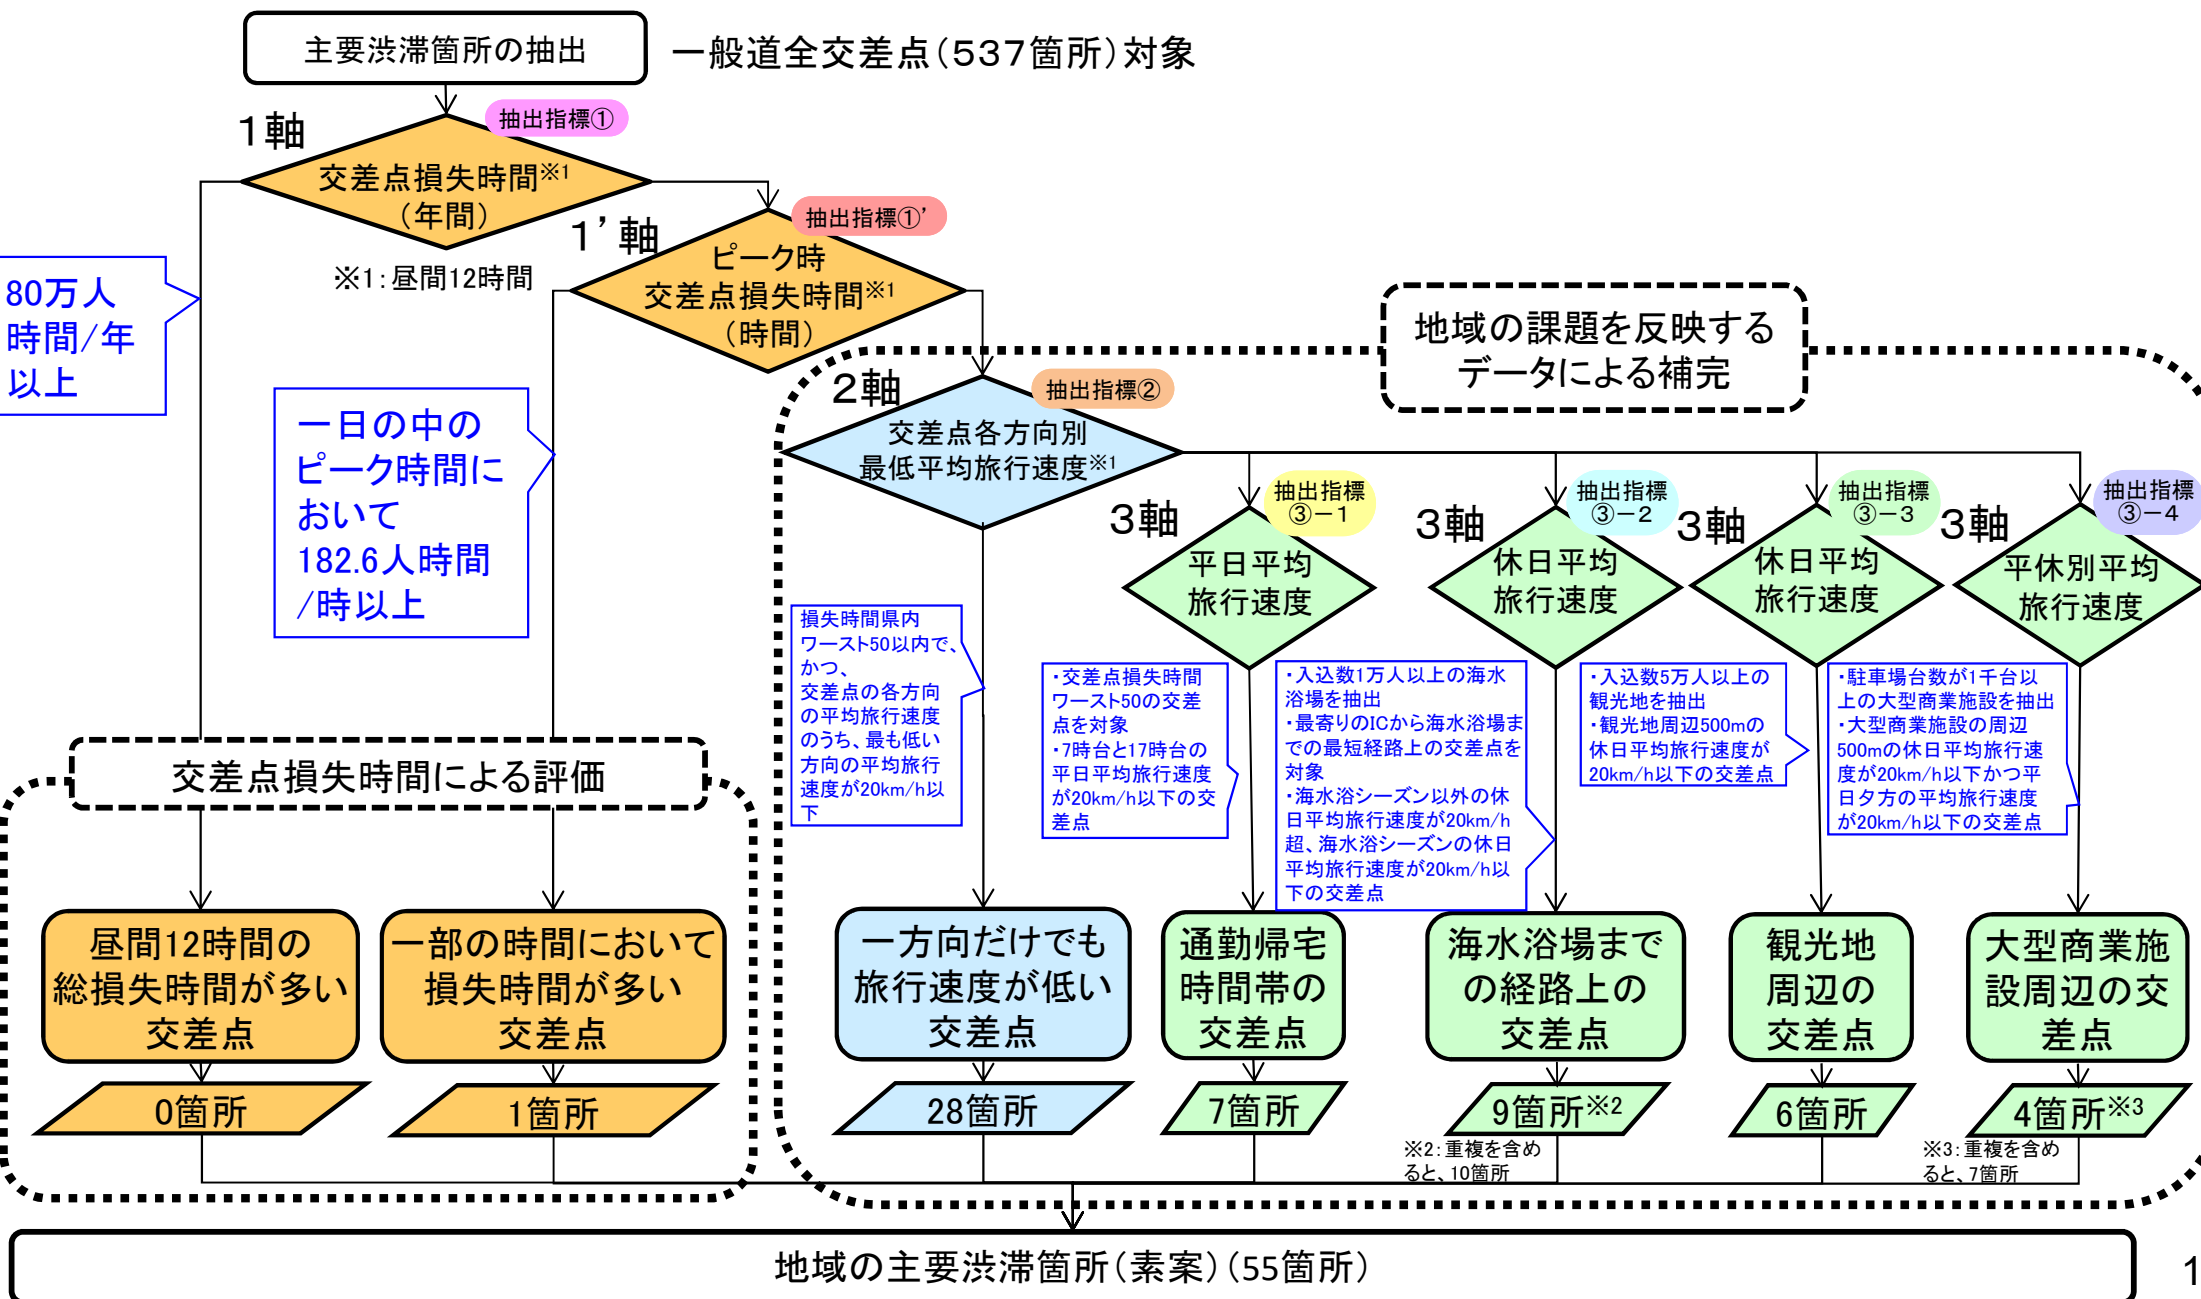 主要渋滞箇所の抽出
一般道全交差点(537箇所)対象
1軸
抽出指標①
交差点損失時間※1
(年間)
※1:昼間12時間
80万人
時間/年
以上
1’軸
抽出指標①’
ピーク時
交差点損失時間※1
(時間)
一日の中の
ピーク時間に
おいて
182.6人時間
/時以上
地域の課題を反映する
データによる補完
2軸
抽出指標②
交差点各方向別
最低平均旅行速度※1
損失時間県内
ワースト50以内で、
かつ、
交差点の各方向
の平均旅行速度
のうち、最も低い
方向の平均旅行
速度が20km/h以
下
3軸
抽出指標
③-1
平日平均
旅行速度
・交差点損失時間
ワースト50の交差
点を対象
・7時台と17時台の
平日平均旅行速度
が20km/h以下の交
差点
3軸
抽出指標
③-2
休日平均
旅行速度
・入込数1万人以上の海水
浴場を抽出
・最寄りのICから海水浴場ま
での最短経路上の交差点を
対象
・海水浴シーズン以外の休
日平均旅行速度が20km/h
超、海水浴シーズンの休日
平均旅行速度が20km/h以
下の交差点
3軸
抽出指標
③-3
休日平均
旅行速度
・入込数5万人以上の
観光地を抽出
・観光地周辺500mの
休日平均旅行速度が
20km/h以下の交差点
3軸
抽出指標
③-4
平休別平均
旅行速度
・駐車場台数が1千台以
上の大型商業施設を抽出
・大型商業施設の周辺
500mの休日平均旅行速
度が20km/h以下かつ平
日夕方の平均旅行速度
が20km/h以下の交差点
交差点損失時間による評価
昼間12時間の
総損失時間が多い
交差点
0箇所
一部の時間において
損失時間が多い
交差点
1箇所
一方向だけでも
旅行速度が低い
交差点
28箇所
通勤帰宅
時間帯の
交差点
7箇所
海水浴場まで
の経路上の
交差点
9箇所※2
※2:重複を含め
ると、10箇所
観光地
周辺の
交差点
6箇所
大型商業施
設周辺の交
差点
4箇所※3
※3:重複を含め
ると、7箇所
地域の主要渋滞箇所(素案)(55箇所)
1